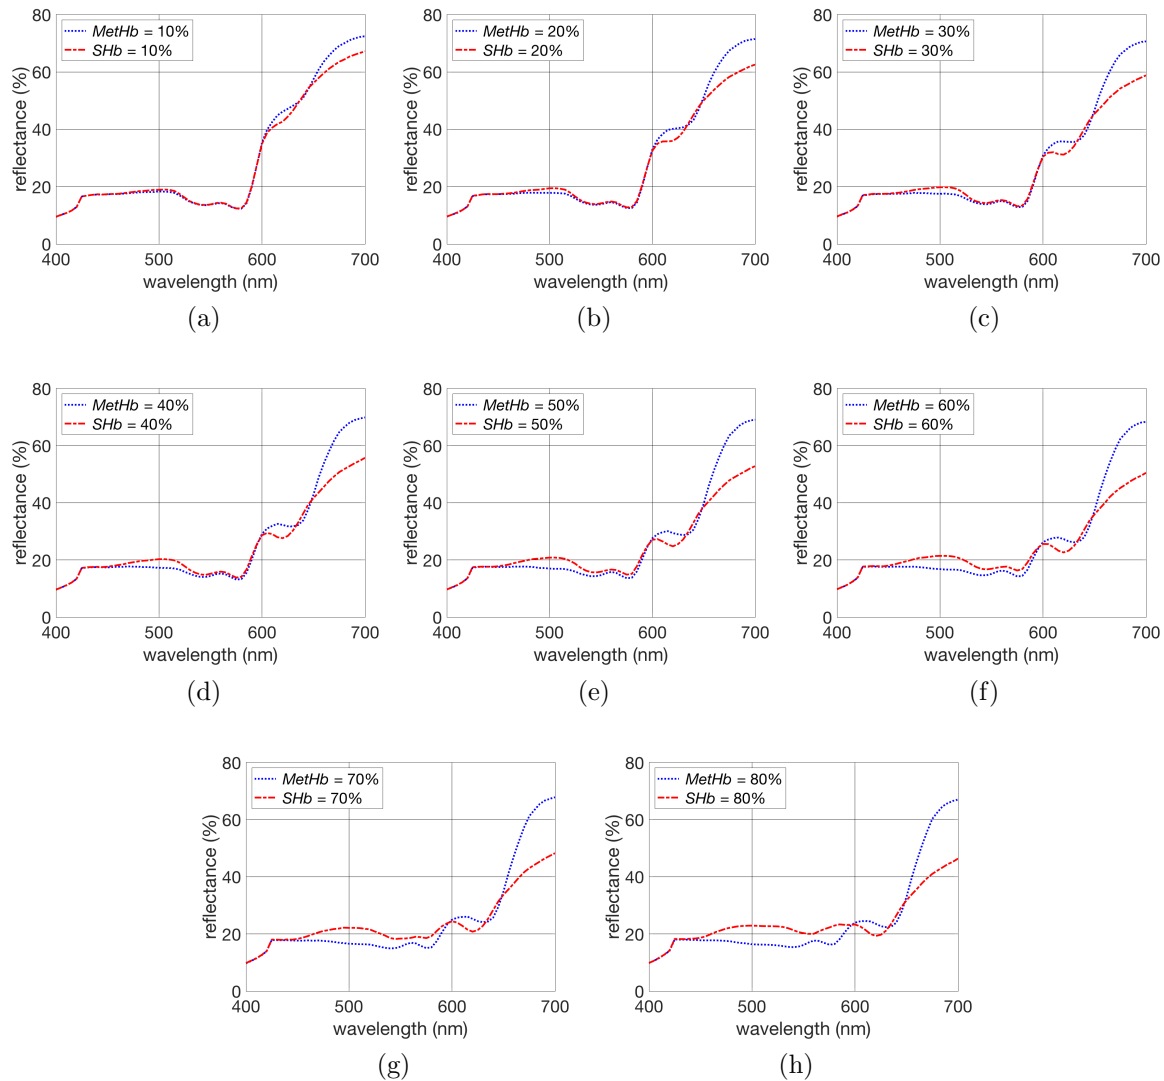 80
60
40
20
0
reflectance (%)
MetHb = 10%
SHb = 10%
400 500 600 700
wavelength (nm)
(a)
80
60
40
20
0
reflectance (%)
MetHb = 20%
SHb = 20%
400 500 600 700
wavelength (nm)
(b)
80
60
40
20
0
reflectance (%)
MetHb = 30%
SHb = 30%
400 500 600 700
wavelength (nm)
(c)
80
60
40
20
0
reflectance (%)
MetHb = 40%
SHb = 40%
400 500 600 700
wavelength (nm)
(d)
80
60
40
20
0
reflectance (%)
MetHb = 50%
SHb = 50%
400 500 600 700
wavelength (nm)
(e)
80
60
40
20
0
reflectance (%)
MetHb = 60%
SHb = 60%
400 500 600 700
wavelength (nm)
(f)
80
60
40
20
0
reflectance (%)
MetHb = 70%
SHb = 70%
400 500 600 700
wavelength (nm)
(g)
80
60
40
20
0
reflectance (%)
MetHb = 80%
SHb = 80%
400 500 600 700
wavelength (nm)
(h)